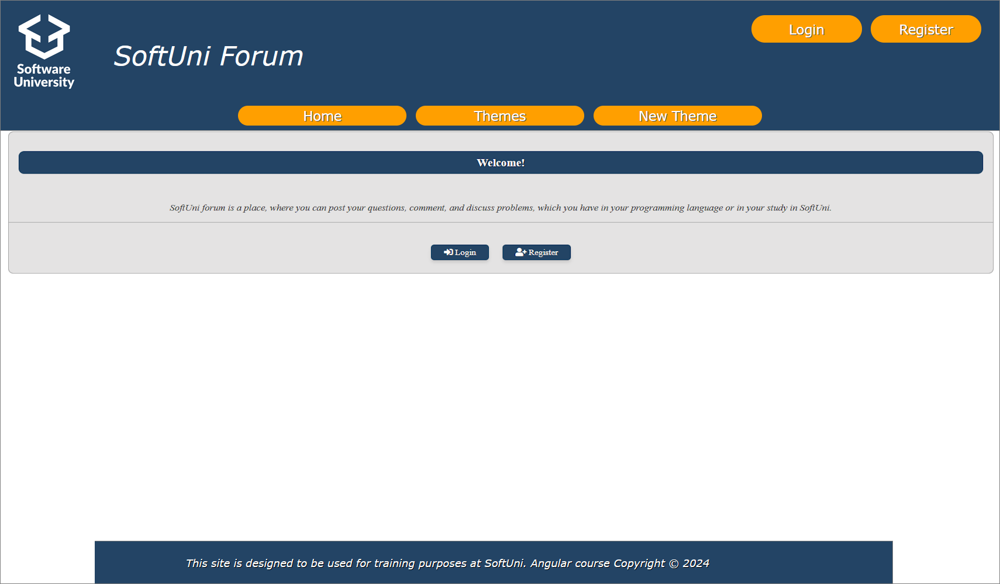 Software
University
SoftUni Forum
Login
Register
Home
Themes
New Theme
Welcome!
SoftUni forum is a place, where you can post your questions, comment, and discuss problems, which you have in your programming language or in your study in SoftUni.
Login
Register
This site is designed to be used for training purposes at SoftUni. Angular course Copyright © 2024